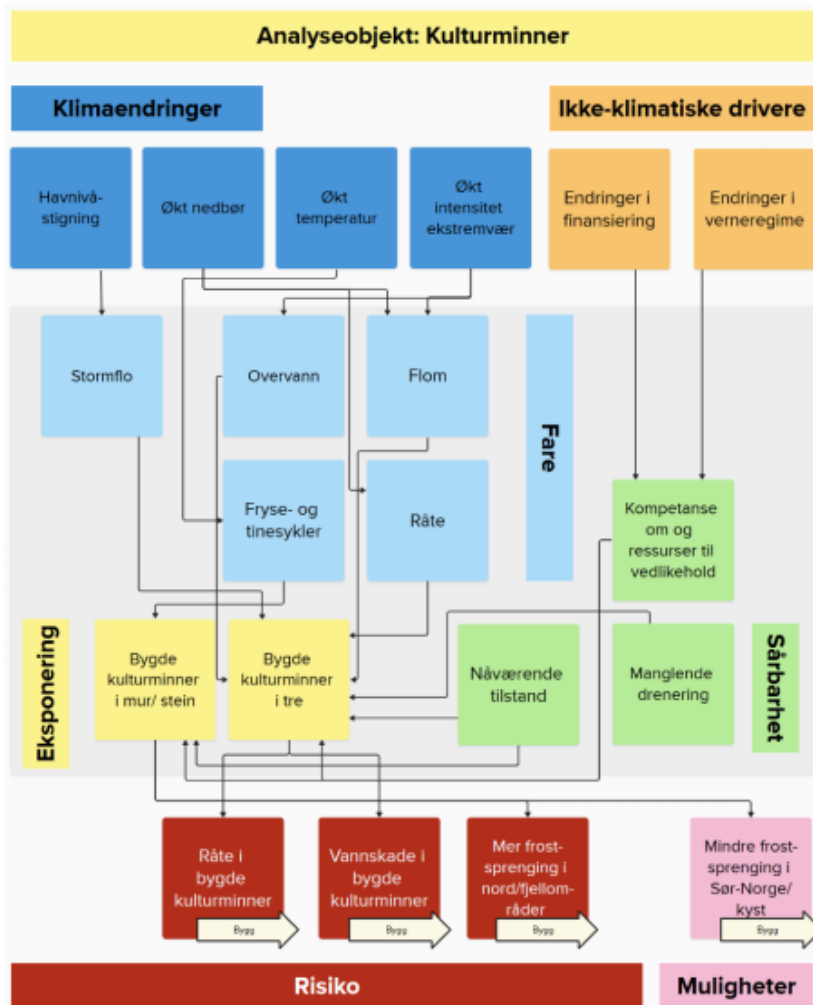 Analyseobjekt: Kulturminner
Klimaendringer
Ikke-klimatiske drivere
Havnivå-
stigning
Økt nedbør
Økt
temperatur
Økt
intensitet
ekstremvær
Endringer i
finansiering
Endringer i
verneregime
Stormflo
Overvann
Flom
Fare
Fryse- og
tinesykler
Råte
Kompetanse
om og
ressurser til
vedlikehold
Eksponering
Bygde
kulturminner
i mur/ stein
Bygde
kulturminner
i tre
Nåværende
tilstand
Manglende
drenering
Sårbarhet
Råte i
bygde
kulturminner
Bygg
Vannskade i
bygde
kulturminner
Bygg
Mer frost-
sprenging i
nord/fjellom-
råder
Bygg
Mindre frost-
sprenging i
Sør-Norge/
kyst
Bygg
Risiko
Muligheter